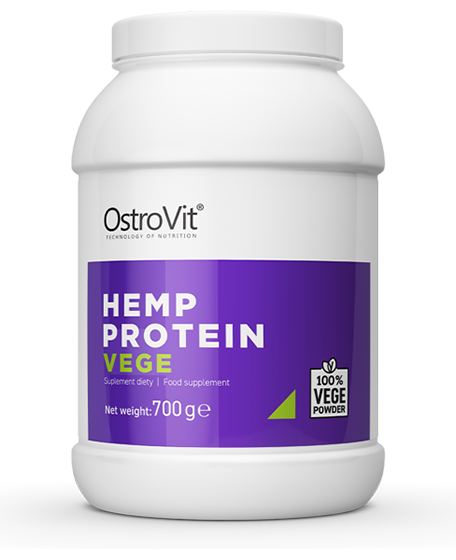 OstroVit®
TECHNOLOGY OF NUTRITION
HEMP
PROTEIN
VEGE
Suplement diety | Food supplement
Net weight: 700 g ℮
100%
VEGE
POWDER